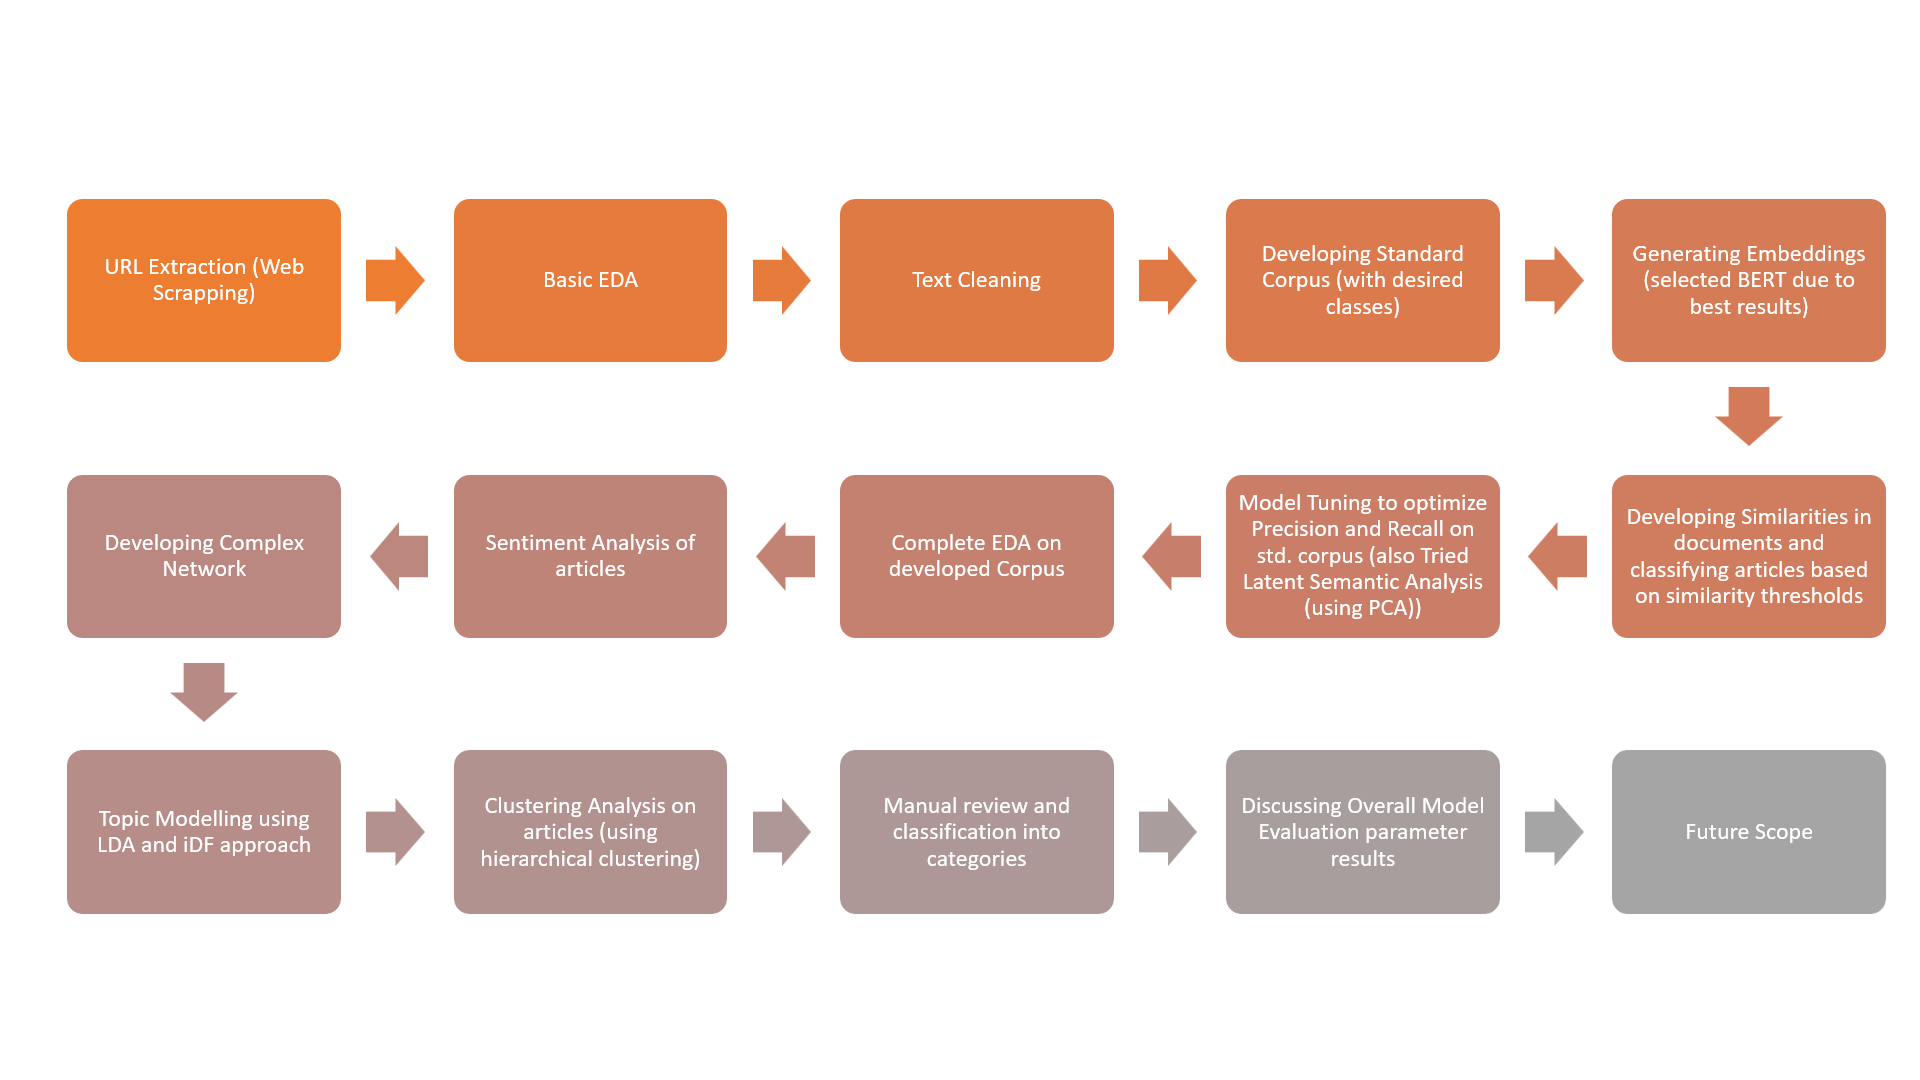 URL Extraction (Web
Scrapping)
Basic EDA
Text Cleaning
Developing Standard
Corpus (with desired
classes)
Generating Embeddings
(selected BERT due to
best results)
Developing Similarities in
documents and
classifying articles based
on similarity thresholds
Model Tuning to optimize
Precision and Recall on
std. corpus (also Tried
Latent Semantic Analysis
(using PCA))
Complete EDA on
developed Corpus
Sentiment Analysis of
articles
Developing Complex
Network
Topic Modelling using
LDA and iDF approach
Clustering Analysis on
articles (using
hierarchical clustering)
Manual review and
classification into
categories
Discussing Overall Model
Evaluation parameter
results
Future Scope